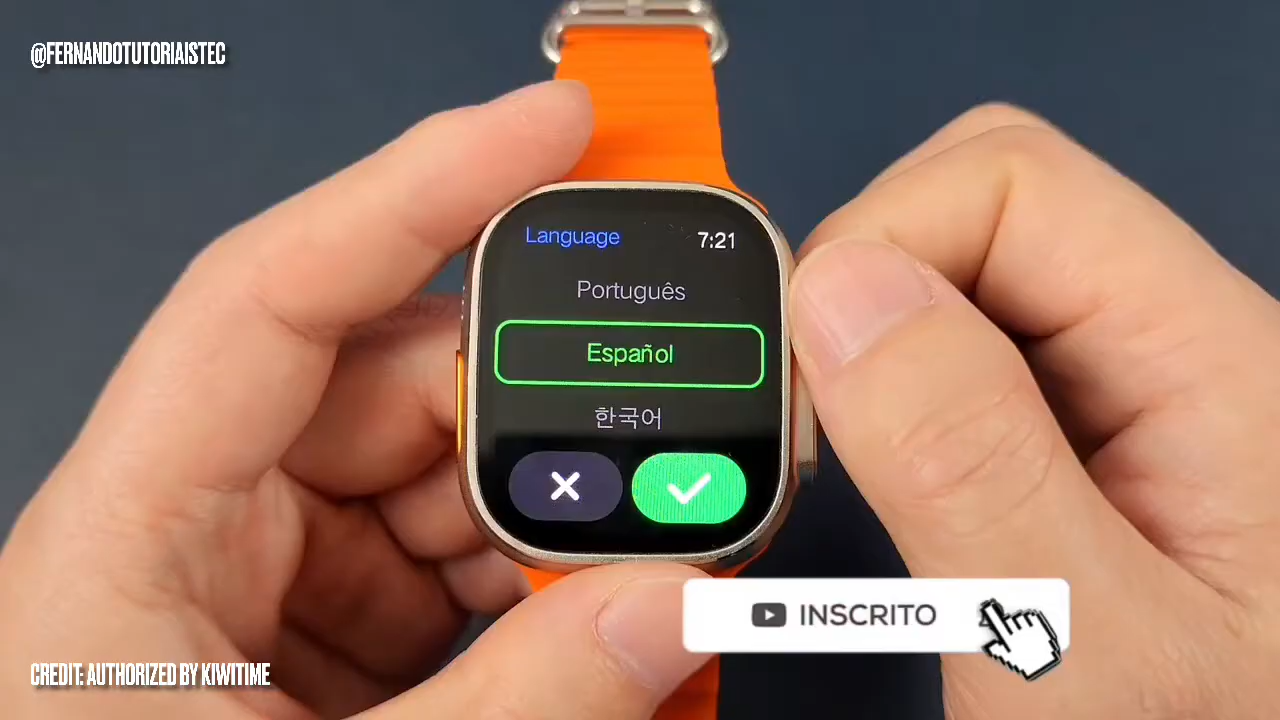 @FERNANDOTUTORIAISTEC
Language 7:21
Português
Español
한국어
INSCRITO
CREDIT: AUTHORIZED BY KIWITIME